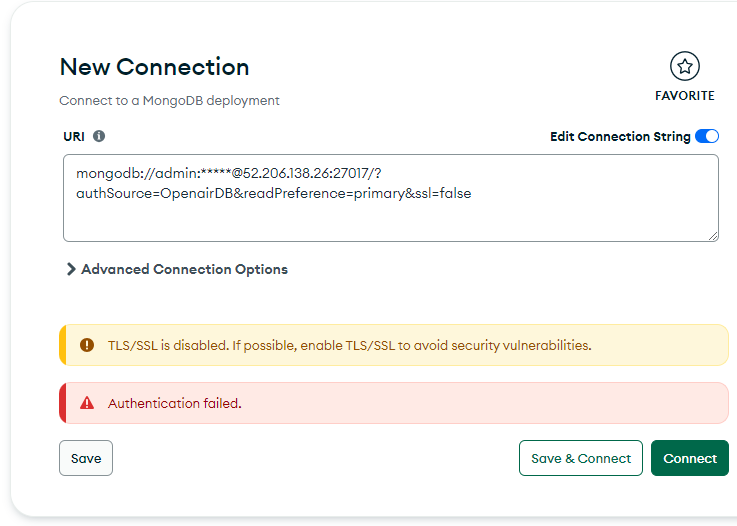 New Connection
FAVORITE
Connect to a MongoDB deployment
URI
Edit Connection String
mongodb://admin:*****@52.206.138.26:27017/?
authSource=OpenairDB&readPreference=primary&ssl=false
Advanced Connection Options
TLS/SSL is disabled. If possible, enable TLS/SSL to avoid security vulnerabilities.
Authentication failed.
Save
Save & Connect
Connect